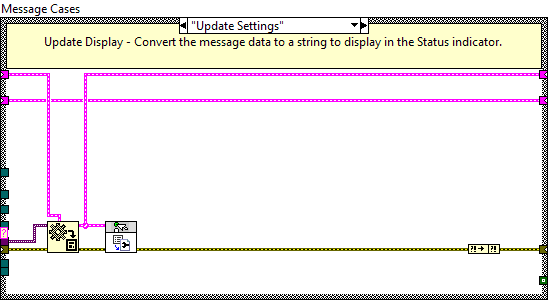 Message Cases
"Update Settings"
Update Display - Convert the message data to a string to display in the Status indicator.
?
?! ?!